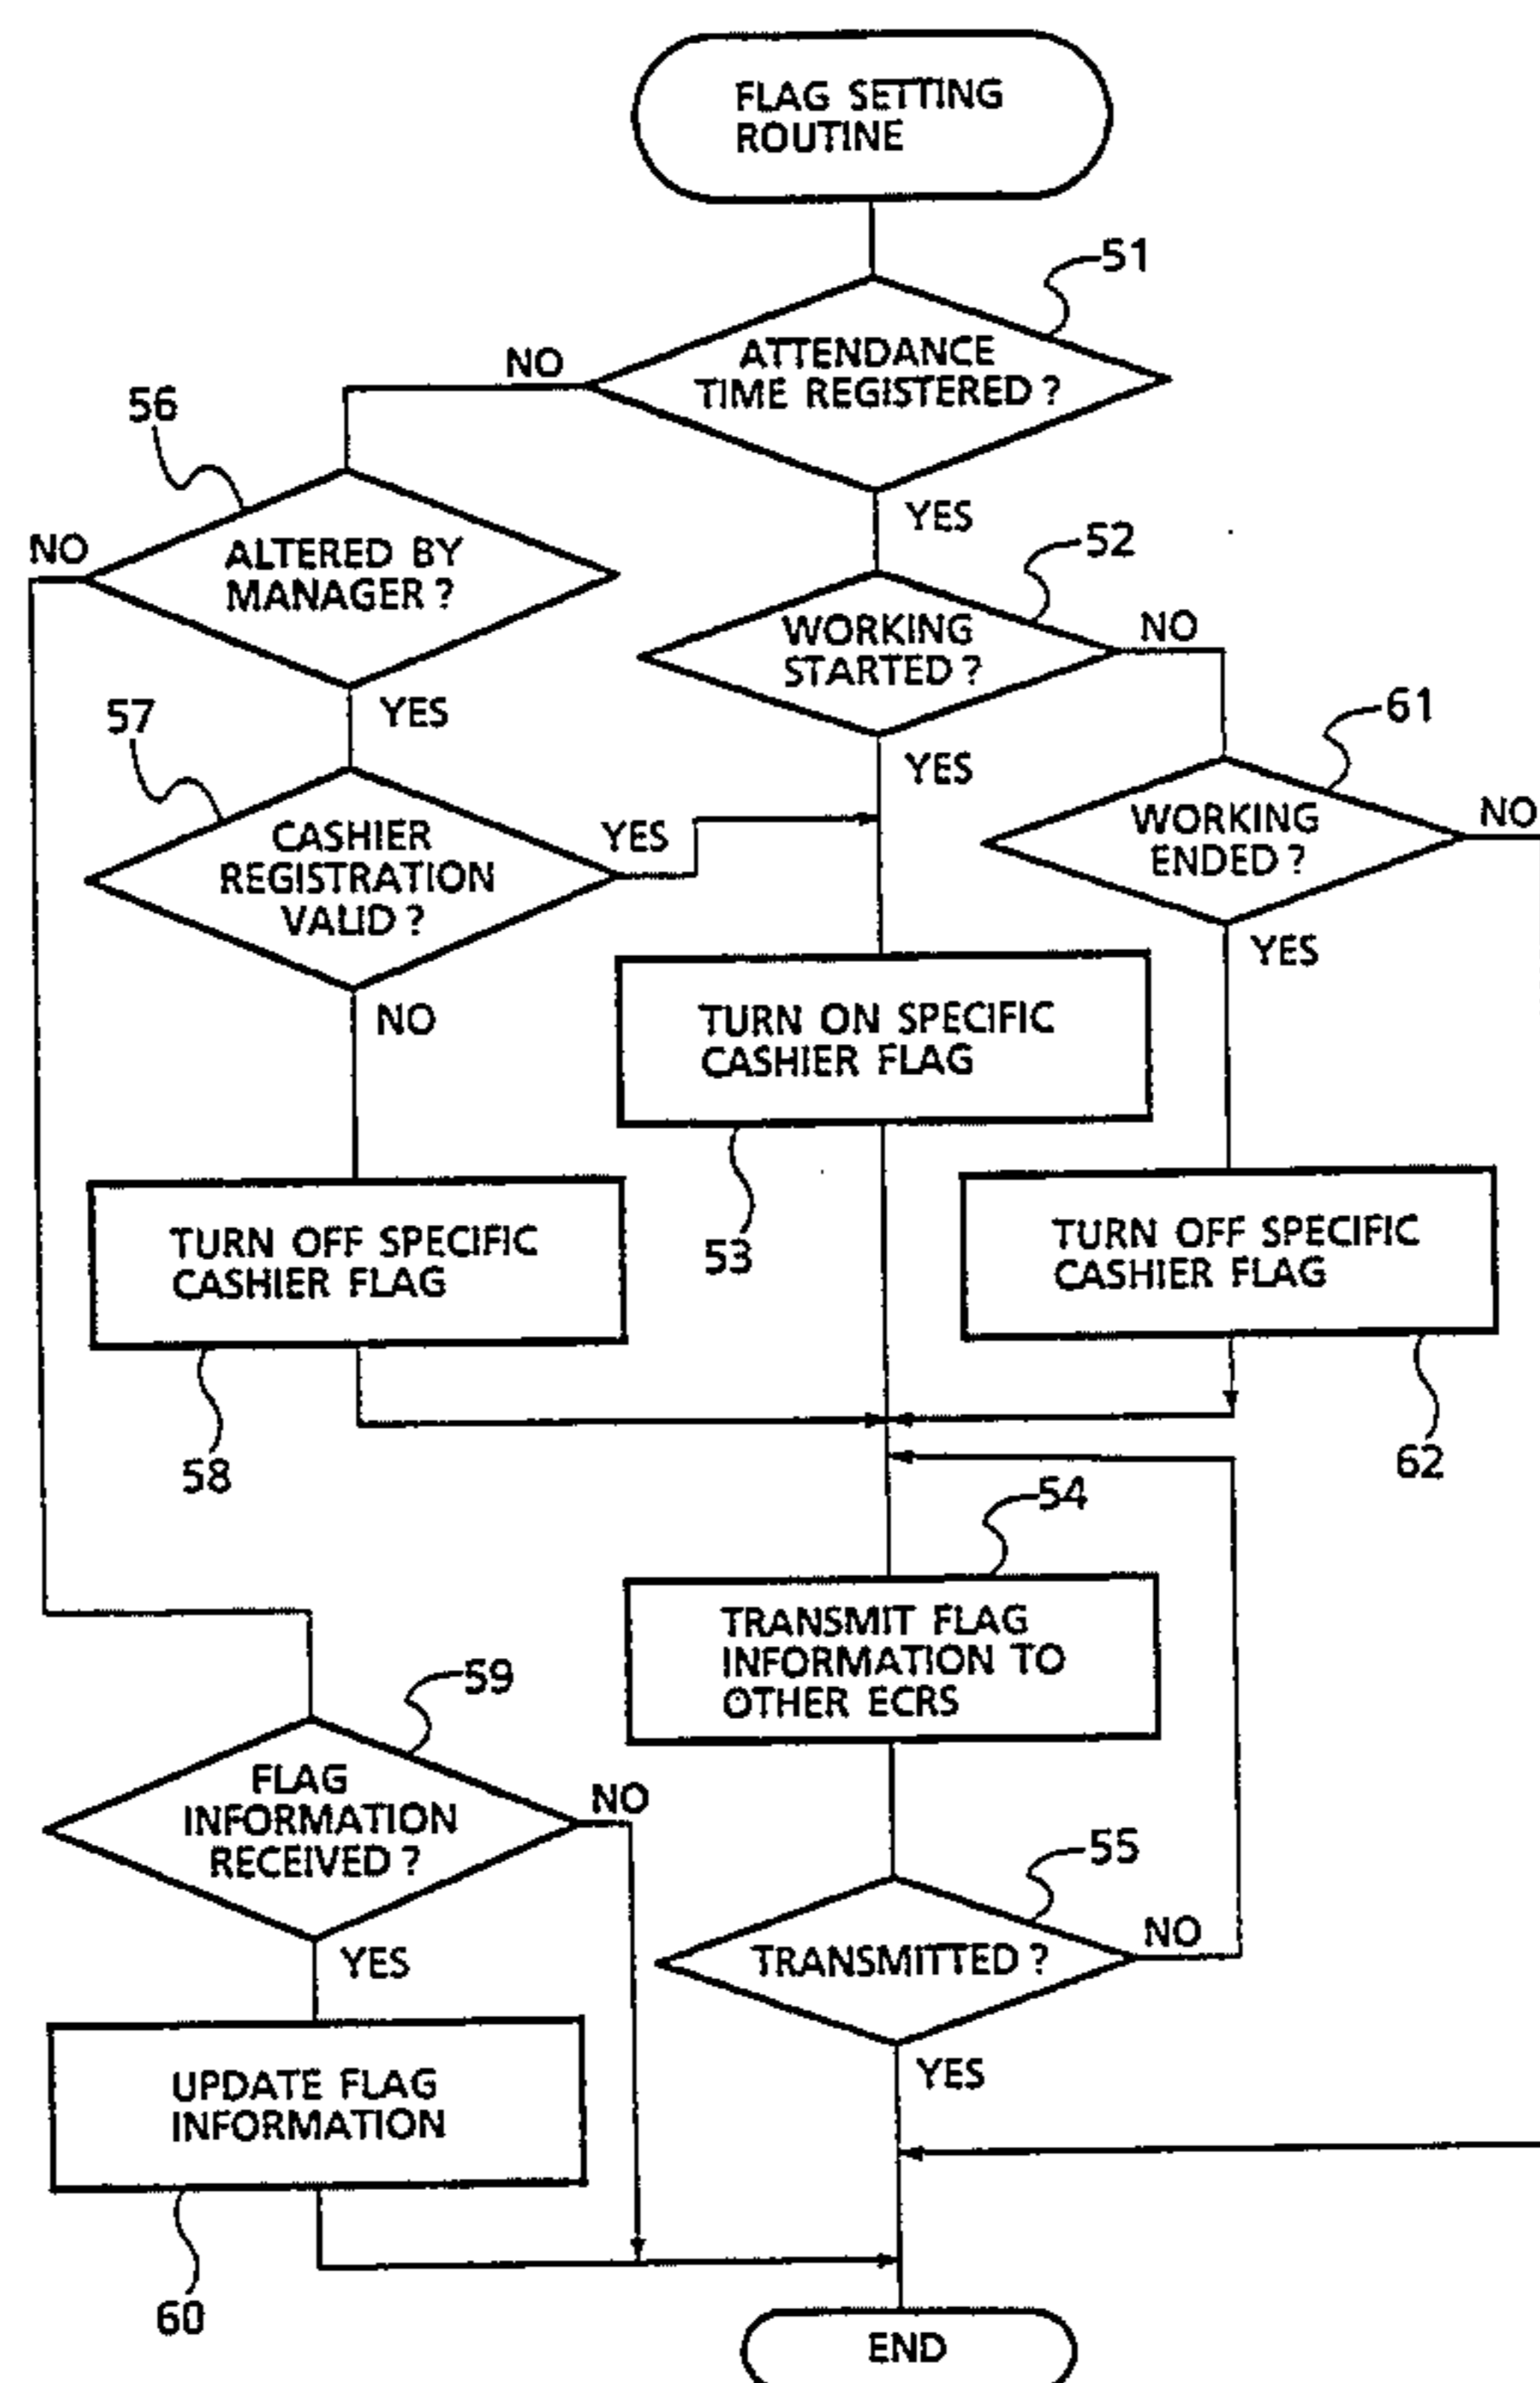 FLAG SETTING
ROUTINE
51
ATTENDANCE
TIME REGISTERED ?
NO
YES
56
ALTERED BY
MANAGER ?
NO
YES
52
WORKING
STARTED ?
NO
YES
57
CASHIER
REGISTRATION
VALID ?
YES
NO
61
WORKING
ENDED ?
NO
YES
TURN ON SPECIFIC
CASHIER FLAG
53
TURN OFF SPECIFIC
CASHIER FLAG
58
TURN OFF SPECIFIC
CASHIER FLAG
62
54
TRANSMIT FLAG
INFORMATION TO
OTHER ECRS
59
FLAG
INFORMATION
RECEIVED ?
NO
YES
55
TRANSMITTED ?
NO
YES
UPDATE FLAG
INFORMATION
60
END